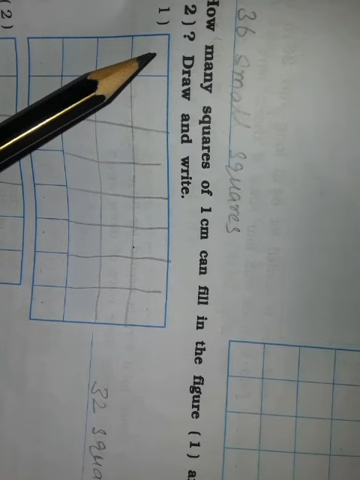 36 small squares
How many squares of 1 cm can fill in the figure (1) a
2)? Draw and write.
1)
32 squa
(2)